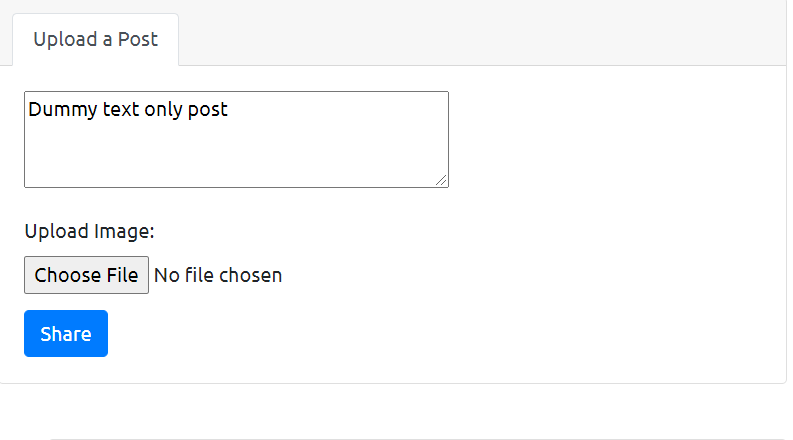 Upload a Post
Dummy text only post
Upload Image:
Choose File No file chosen
Share